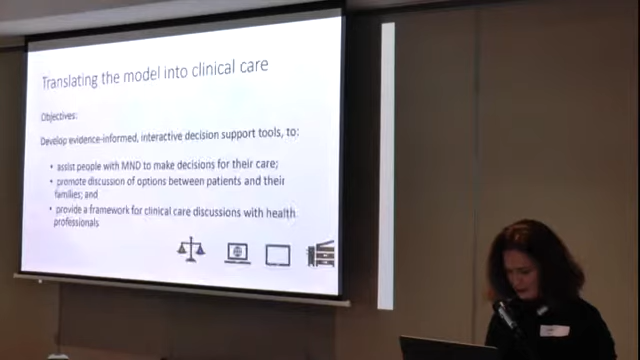 Translating the model into clinical care
Objectives:
Develop evidence-informed, interactive decision support tools, to:
• assist people with MND to make decisions for their care;
• promote discussion of options between patients and their
families; and
• provide a framework for clinical care discussions with health
professionals